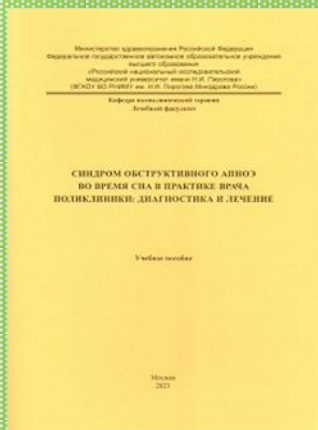 Министерство здравоохранения Российской Федерации
Федеральное государственное автономное образовательное учреждение
высшего образования
«Российский национальный исследовательский
медицинский университет имени Н.И. Пирогова»
(ФГАОУ ВО РНИМУ им. Н.И. Пирогова Минздрава России)
Кафедра поликлинической терапии
Лечебный факультет
СИНДРОМ ОБСТРУКТИВНОГО АПНОЭ
ВО ВРЕМЯ СНА В ПРАКТИКЕ ВРАЧА
ПОЛИКЛИНИКИ: ДИАГНОСТИКА И ЛЕЧЕНИЕ
Учебное пособие
Москва
2021